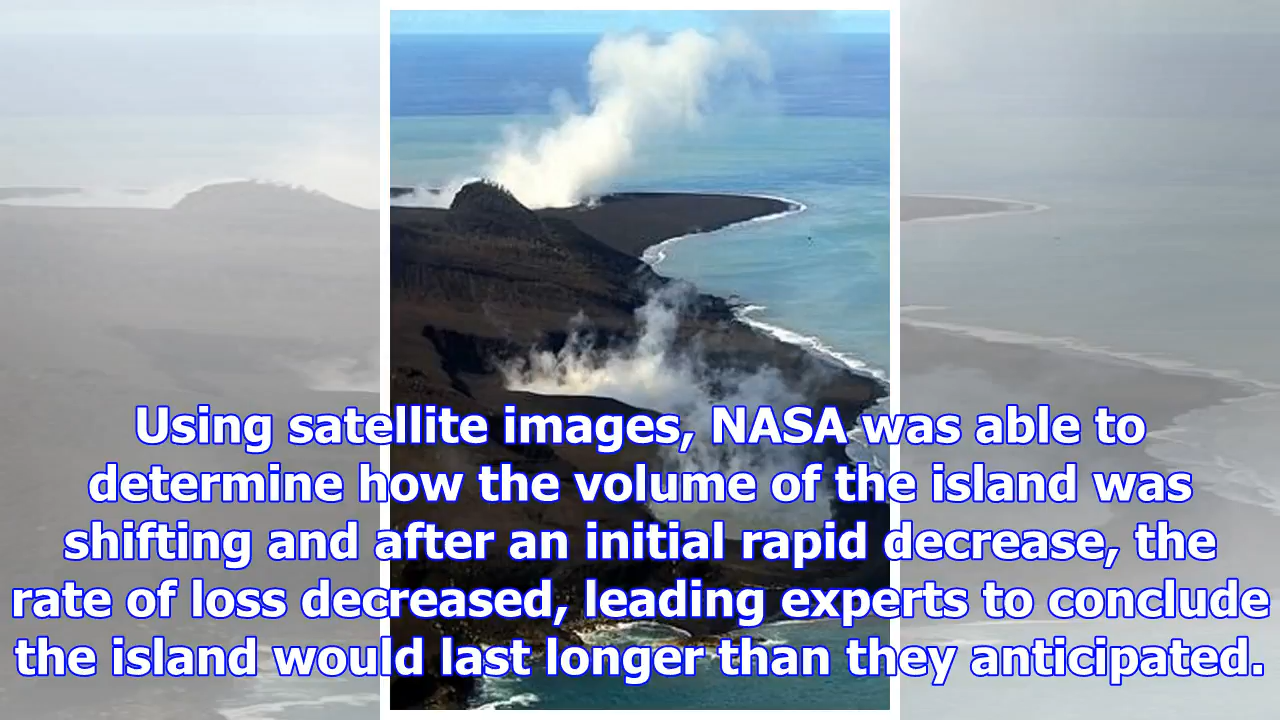 Using satellite images, NASA was able to
determine how the volume of the island was
shifting and after an initial rapid decrease, the
rate of loss decreased, leading experts to conclude
the island would last longer than they anticipated.